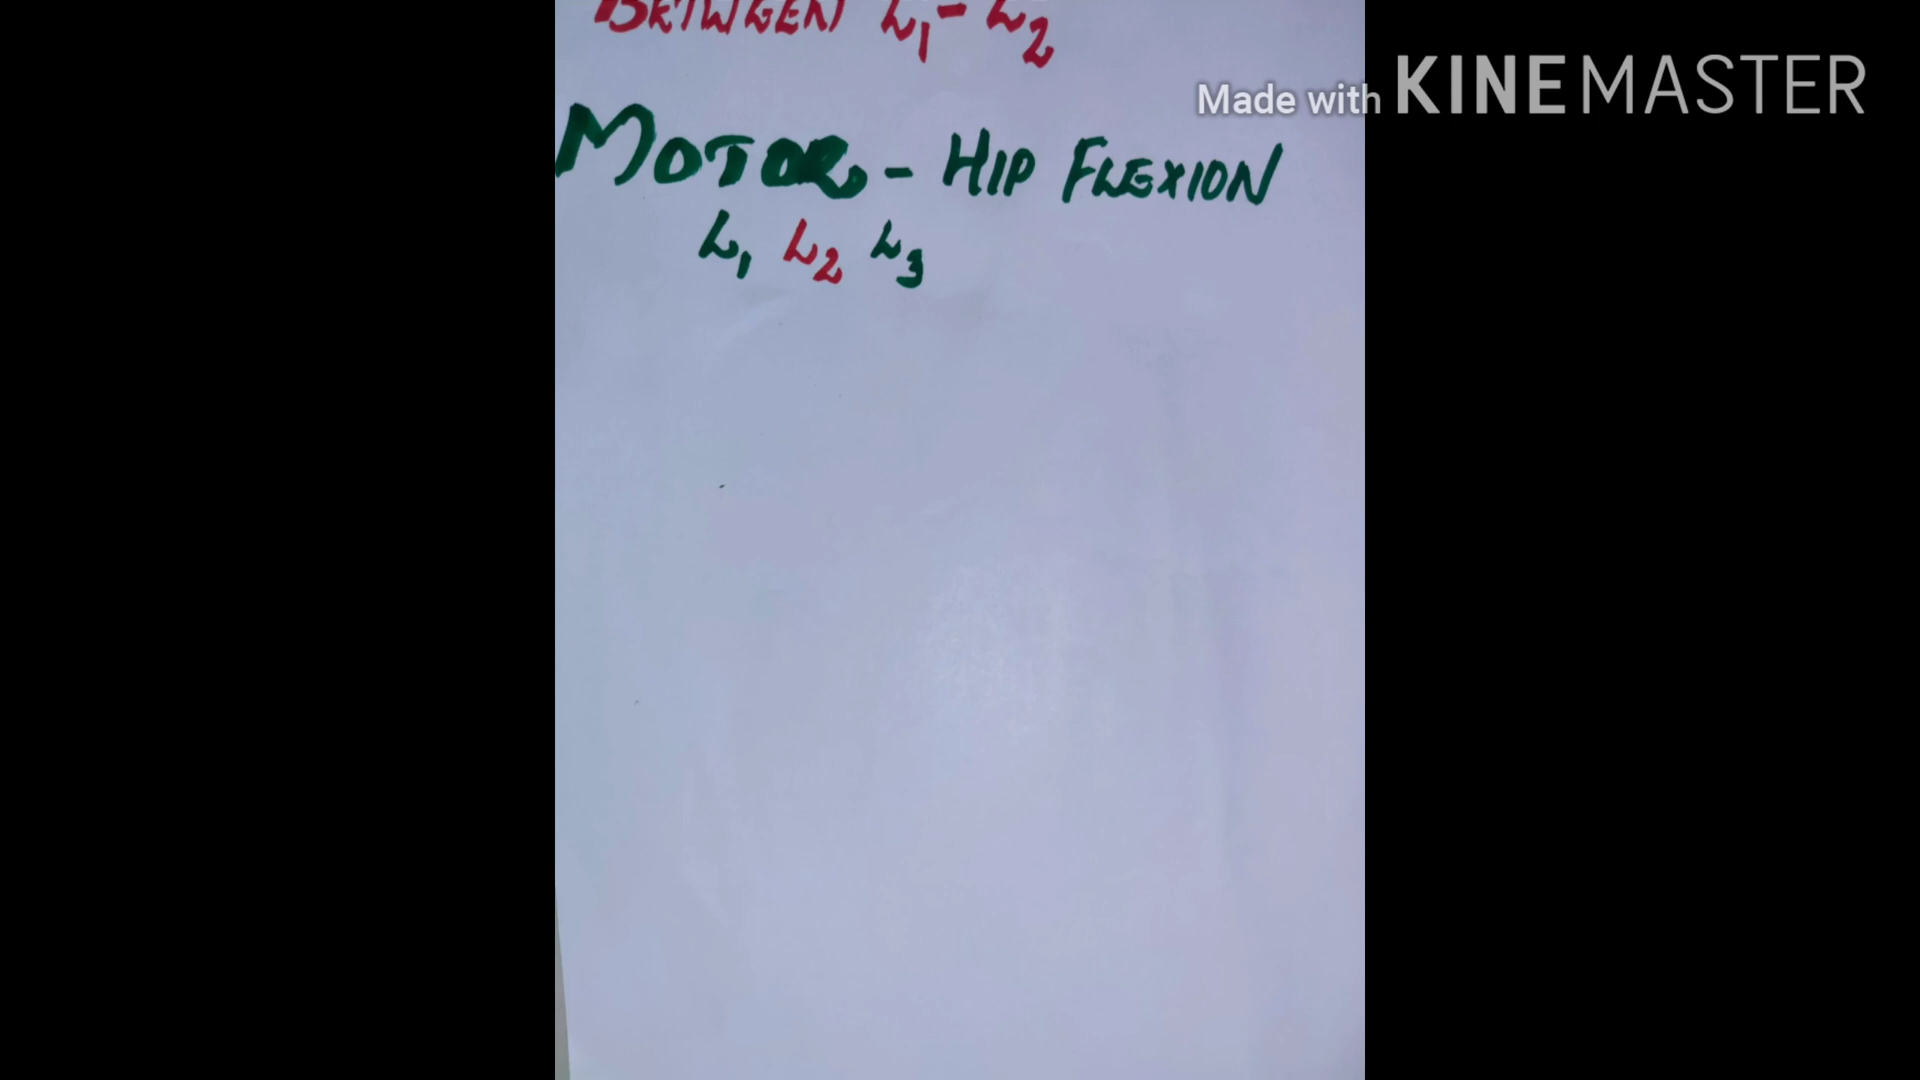 BETWEEN L1 - L2
Made with KINEMASTER
MOTOR - HIP FLEXION
L1 L2 L3